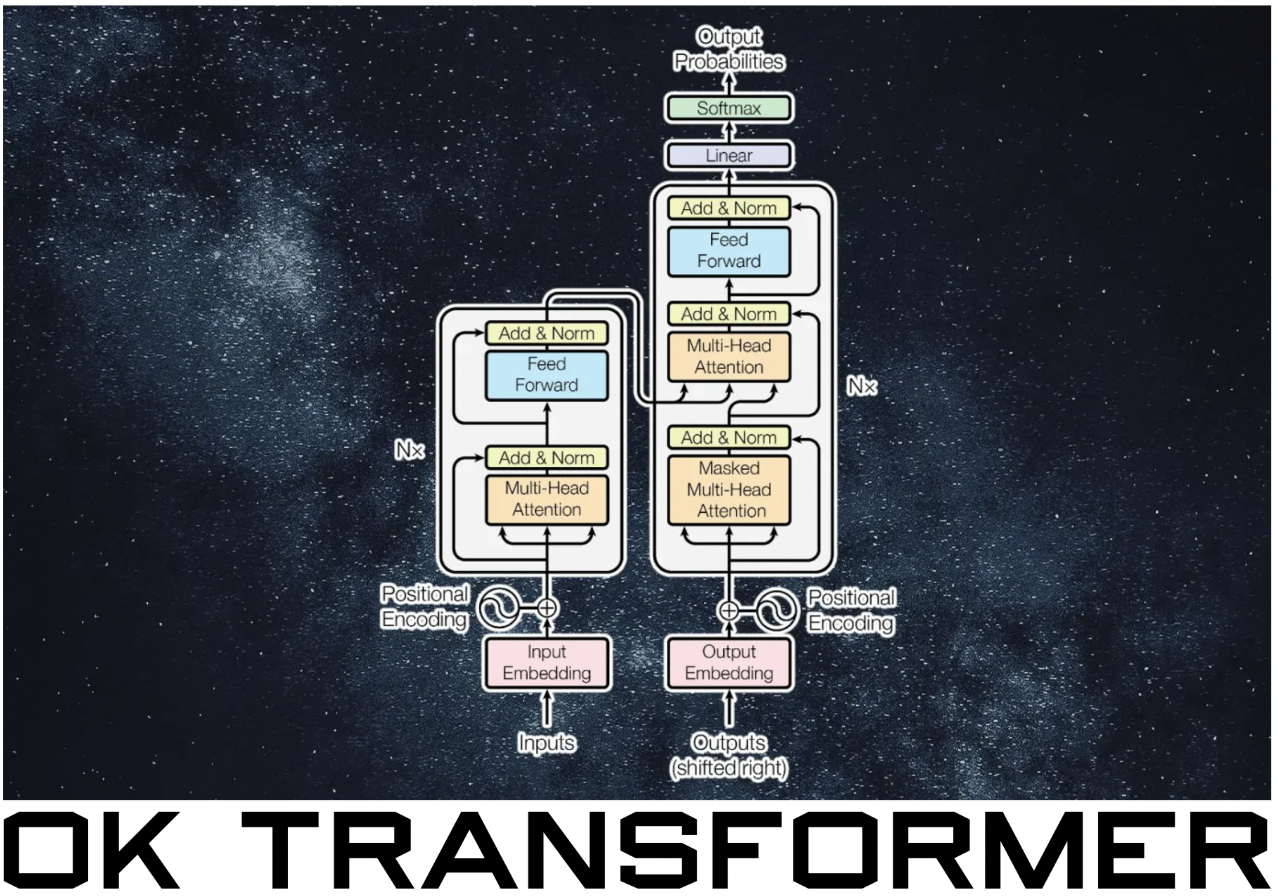 Output
Probabilities
Softmax
Linear
Add & Norm
Feed
Forward
Add & Norm
Multi-Head
Attention
Nx
Add & Norm
Masked
Multi-Head
Attention
Add & Norm
Feed
Forward
Nx
Add & Norm
Multi-Head
Attention
Positional
Encoding
Positional
Encoding
Input
Embedding
Output
Embedding
Inputs
Outputs
(shifted right)
OK TRANSFORMER